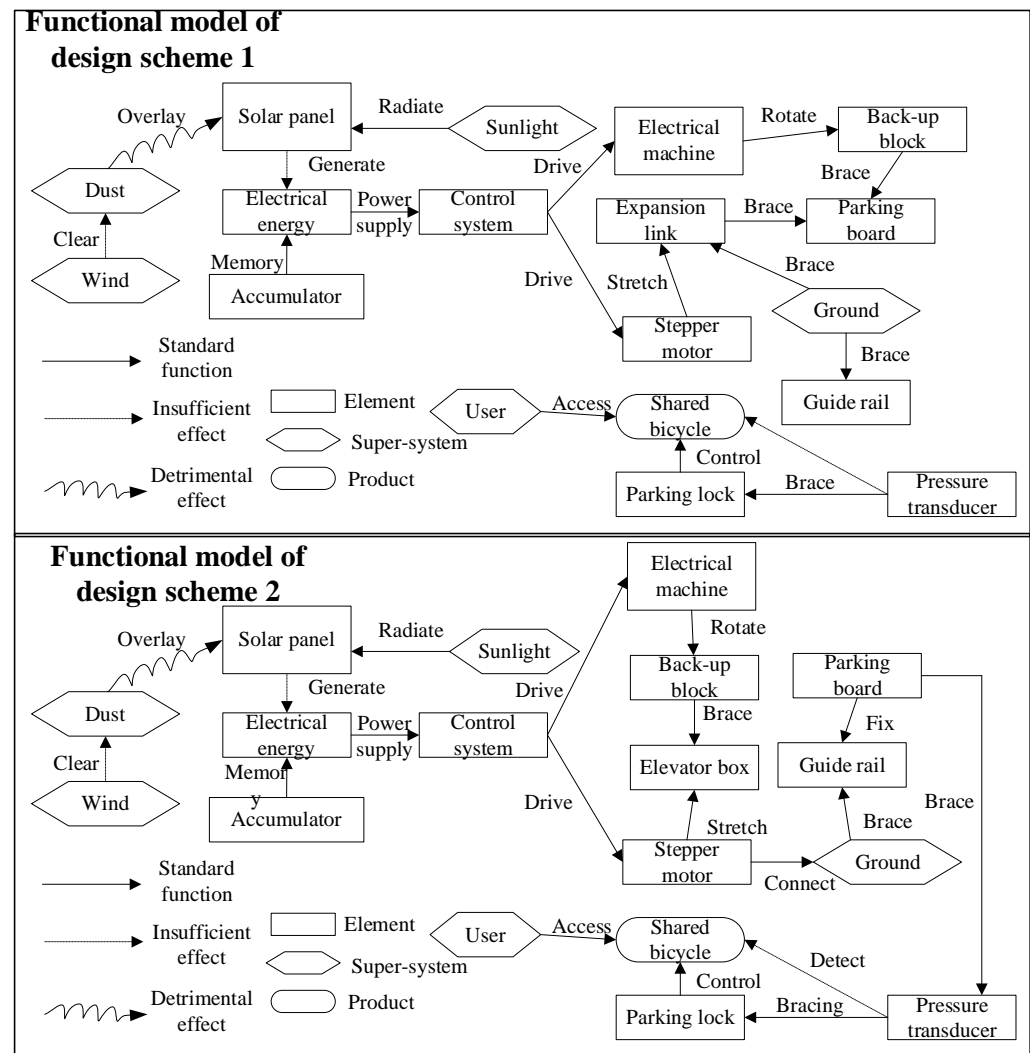 Functional model of
design scheme 1
Overlay
Solar panel
Radiate
Sunlight
Electrical
machine
Rotate
Back-up
block
Dust
Generate
Drive
Brace
Clear
Electrical
energy
Power
supply
Control
system
Expansion
link
Brace
Parking
board
Wind
Memory
Accumulator
Drive
Stretch
Brace
Ground
Stepper
motor
Brace
Guide rail
Standard
function
Insufficient
effect
Detrimental
effect
Element
Super-system
Product
User
Access
Shared
bicycle
Control
Parking lock
Brace
Pressure
transducer
Functional model of
design scheme 2
Overlay
Solar panel
Radiate
Sunlight
Electrical
machine
Rotate
Dust
Generate
Drive
Back-up
block
Parking
board
Clear
Electrical
energy
Power
supply
Control
system
Brace
Fix
Wind
Memor
y
Accumulator
Drive
Elevator box
Guide rail
Brace
Stretch
Brace
Stepper
motor
Connect
Ground
Standard
function
Insufficient
effect
Detrimental
effect
Element
Super-system
Product
User
Access
Shared
bicycle
Detect
Control
Parking lock
Bracing
Pressure
transducer